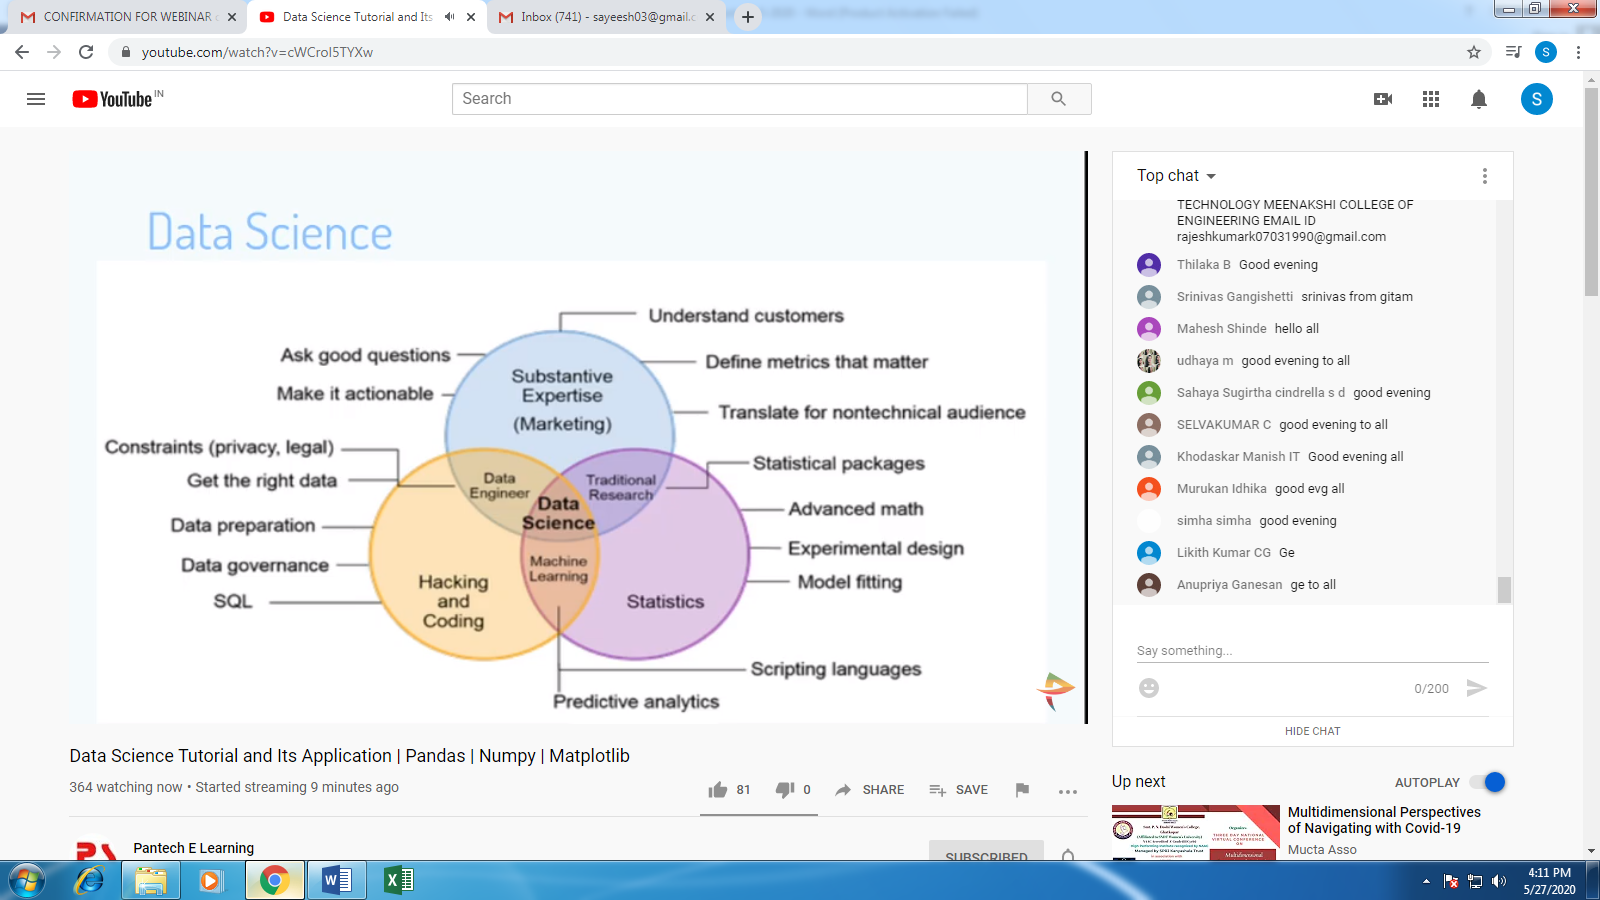 CONFIRMATION FOR WEBINAR
Data Science Tutorial and Its
Inbox (741) - sayeesh03@gmail.c
youtube.com/watch?v=cWCroI5TYXw
S
YouTube IN
Search
S
Data Science
Understand customers
Ask good questions
Define metrics that matter
Substantive
Expertise
(Marketing)
Make it actionable
Translate for nontechnical audience
Constraints (privacy, legal)
Statistical packages
Get the right data
Data
Engineer
Traditional
Research
Data
Science
Advanced math
Data preparation
Experimental design
Data governance
Machine
Learning
Model fitting
Hacking
and
Coding
SQL
Statistics
Scripting languages
Predictive analytics
Data Science Tutorial and Its Application | Pandas | Numpy | Matplotlib
364 watching now • Started streaming 9 minutes ago
81
0
SHARE
SAVE
Pantech E Learning
SUBSCRIBED
Top chat
TECHNOLOGY MEENAKSHI COLLEGE OF
ENGINEERING EMAIL ID
rajeshkumark07031990@gmail.com
Thilaka B Good evening
Srinivas Gangishetti srinivas from gitam
Mahesh Shinde hello all
udhaya m good evening to all
Sahaya Sugirtha cindrella s d good evening
SELVAKUMAR C good evening to all
Khodaskar Manish IT Good evening all
Murukan Idhika good evg all
simha simha good evening
Likith Kumar CG Ge
Anupriya Ganesan ge to all
Say something...
0/200
HIDE CHAT
Up next
AUTOPLAY
Multidimensional Perspectives
of Navigating with Covid-19
Mucta Asso
4:11 PM
5/27/2020